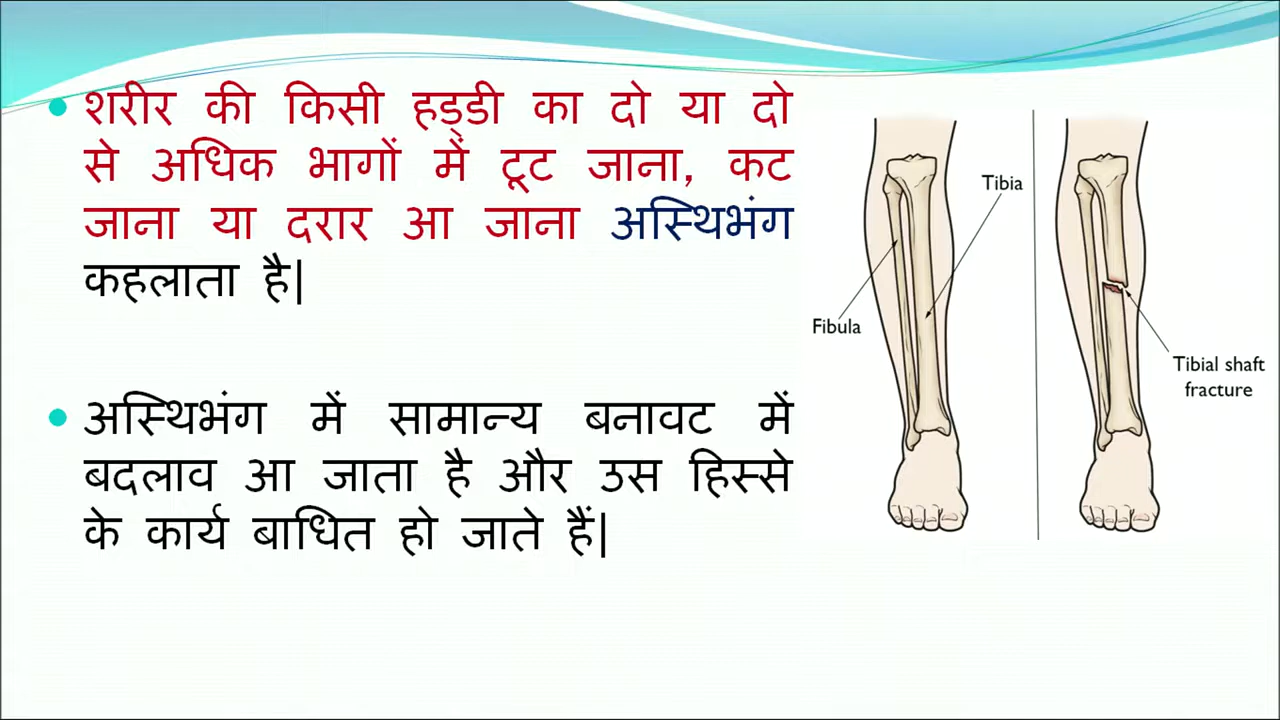 शरीर की किसी हड्डी का दो या दो
से अधिक भागों में टूट जाना, कट
जाना या दरार आ जाना अस्थिभंग
कहलाता है|
अस्थिभंग में सामान्य बनावट में
बदलाव आ जाता है और उस हिस्से
के कार्य बाधित हो जाते हैं|
Tibia
Fibula
Tibial shaft
fracture